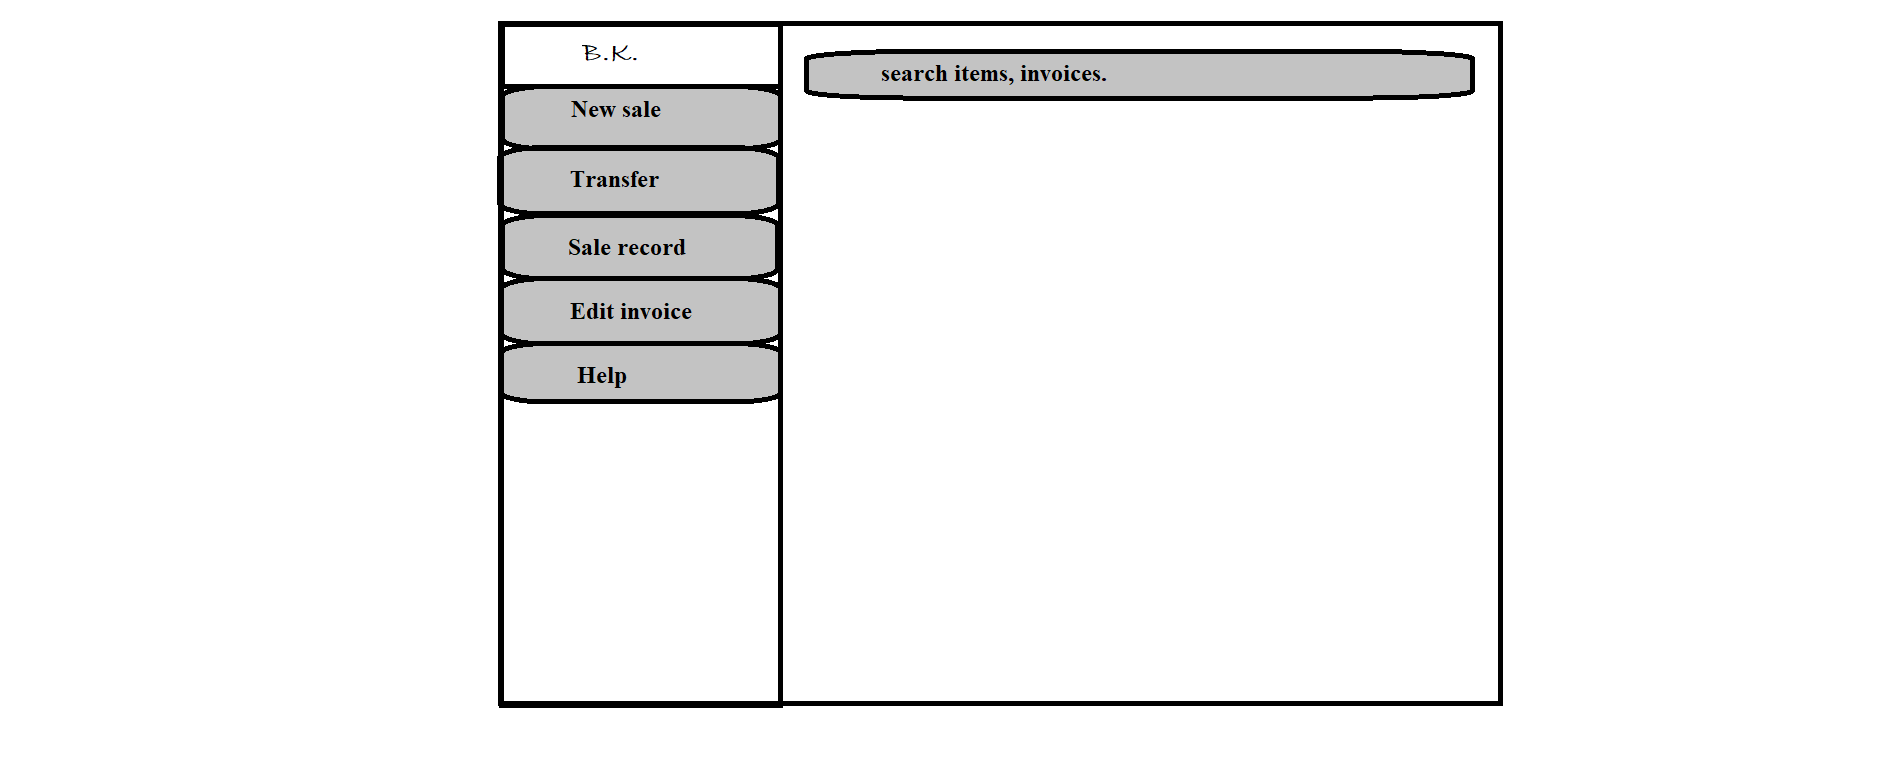 B.K.
search items, invoices.
New sale
Transfer
Sale record
Edit invoice
Help